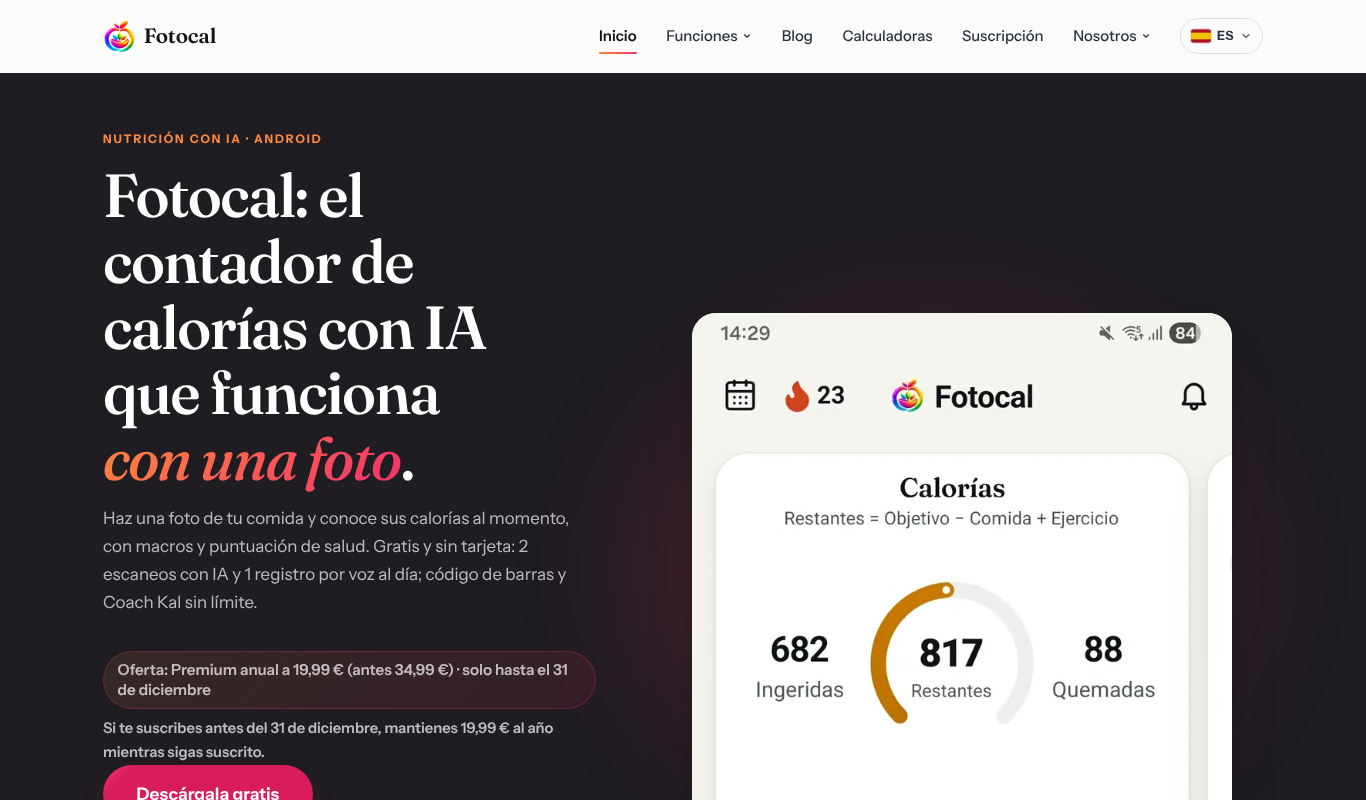 Fotocal
Inicio
Funciones
Blog
Calculadoras
Suscripción
Nosotros
ES
NUTRICIÓN CON IA · ANDROID
Fotocal: el
contador de
calorías con IA
que funciona
con una foto.
Haz una foto de tu comida y conoce sus calorías al momento,
con macros y puntuación de salud. Gratis y sin tarjeta: 2
escaneos con IA y 1 registro por voz al día; código de barras y
Coach Kal sin límite.
Oferta: Premium anual a 19,99 € (antes 34,99 €) · solo hasta el 31
de diciembre
Si te suscribes antes del 31 de diciembre, mantienes 19,99 € al año
mientras sigas suscrito.
Descárgala gratis
14:29
84
23
Fotocal
Calorías
Restantes = Objetivo − Comida + Ejercicio
682
Ingeridas
817
Restantes
88
Quemadas